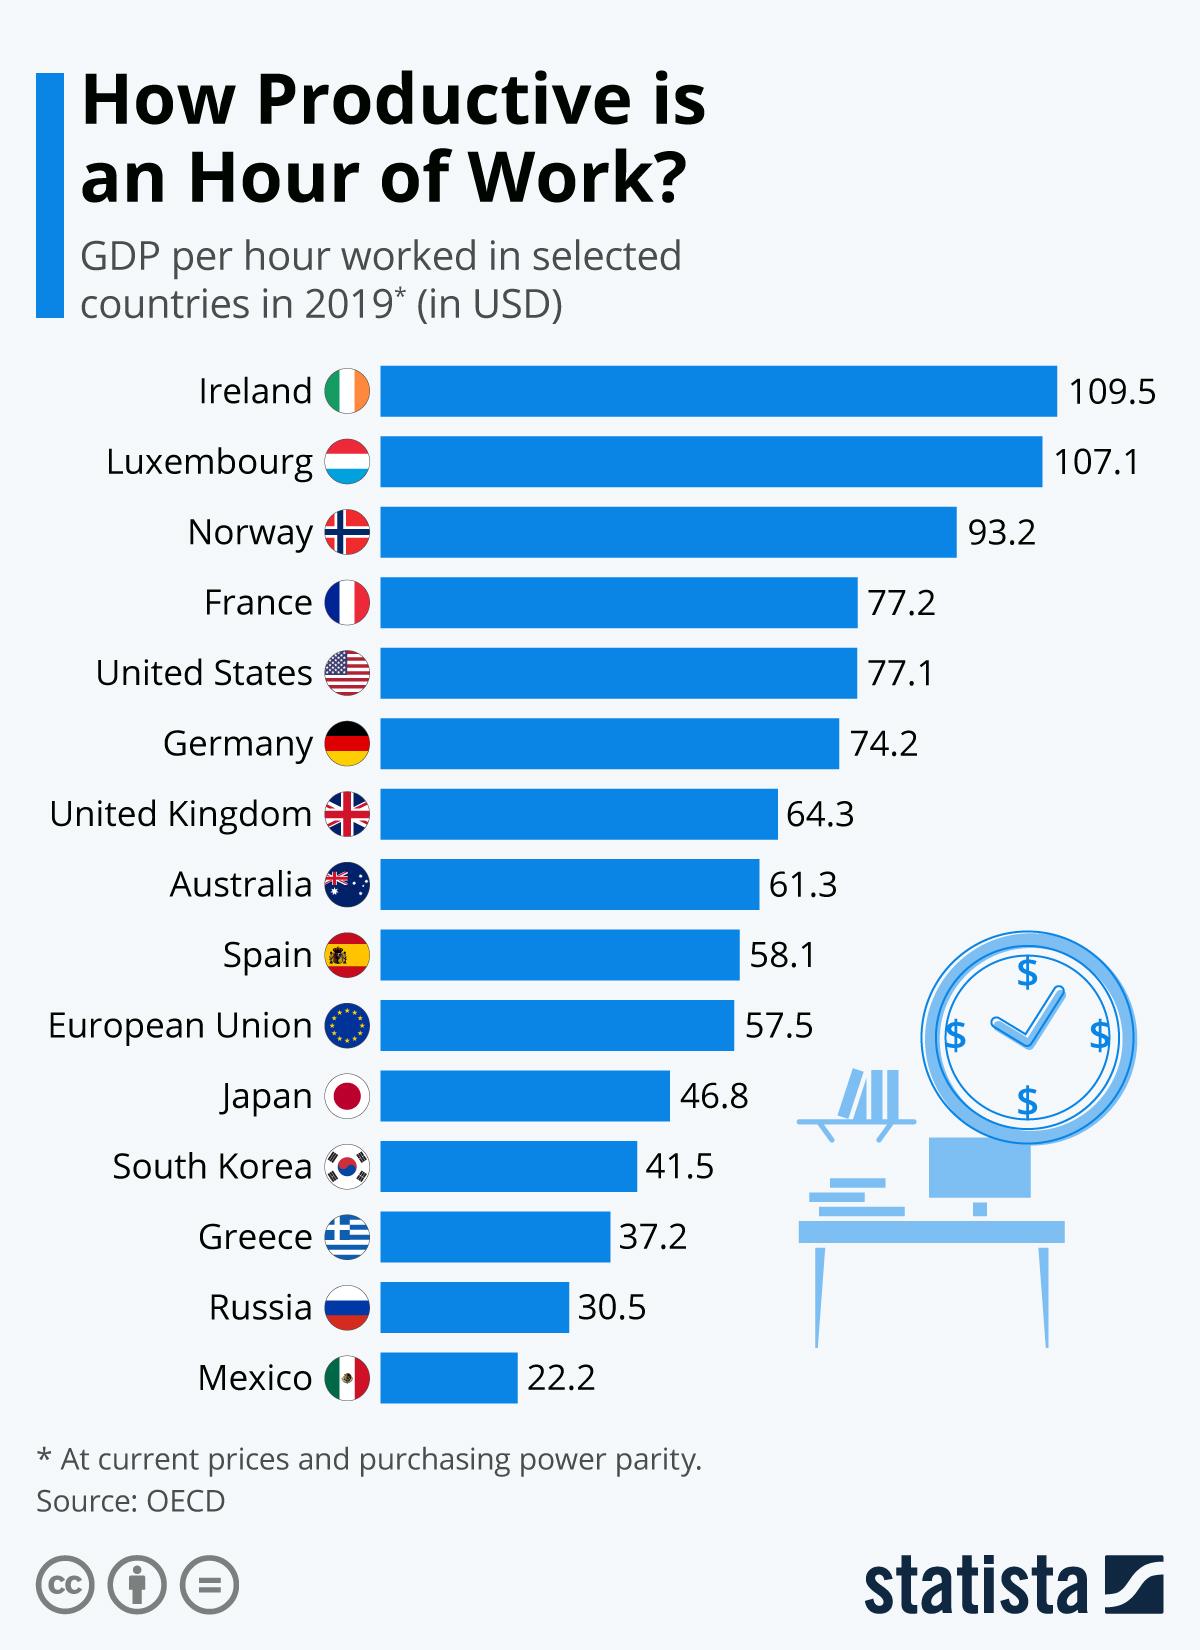 How Productive is
an Hour of Work?
GDP per hour worked in selected
countries in 2019* (in USD)
Ireland 109.5
Luxembourg 107.1
Norway 93.2
France 77.2
United States 77.1
Germany 74.2
United Kingdom 64.3
Australia 61.3
Spain 58.1
European Union 57.5
Japan 46.8
South Korea 41.5
Greece 37.2
Russia 30.5
Mexico 22.2
$
$ $
$
* At current prices and purchasing power parity.
Source: OECD
cc =
statista